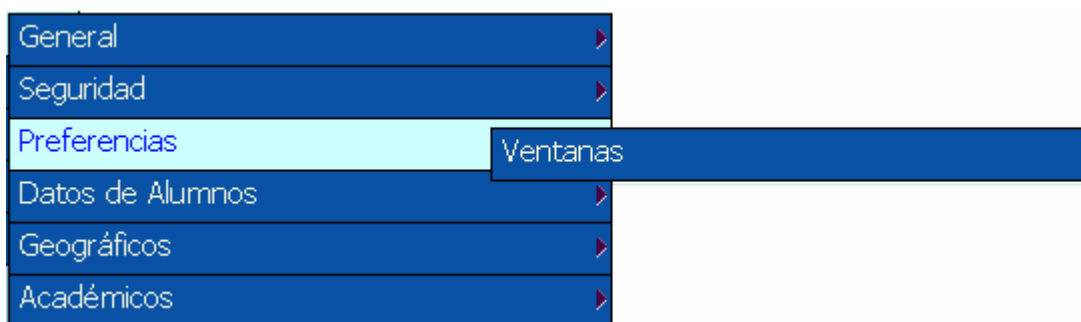 General
Seguridad
Preferencias
Ventanas
Datos de Alumnos
Geográficos
Académicos